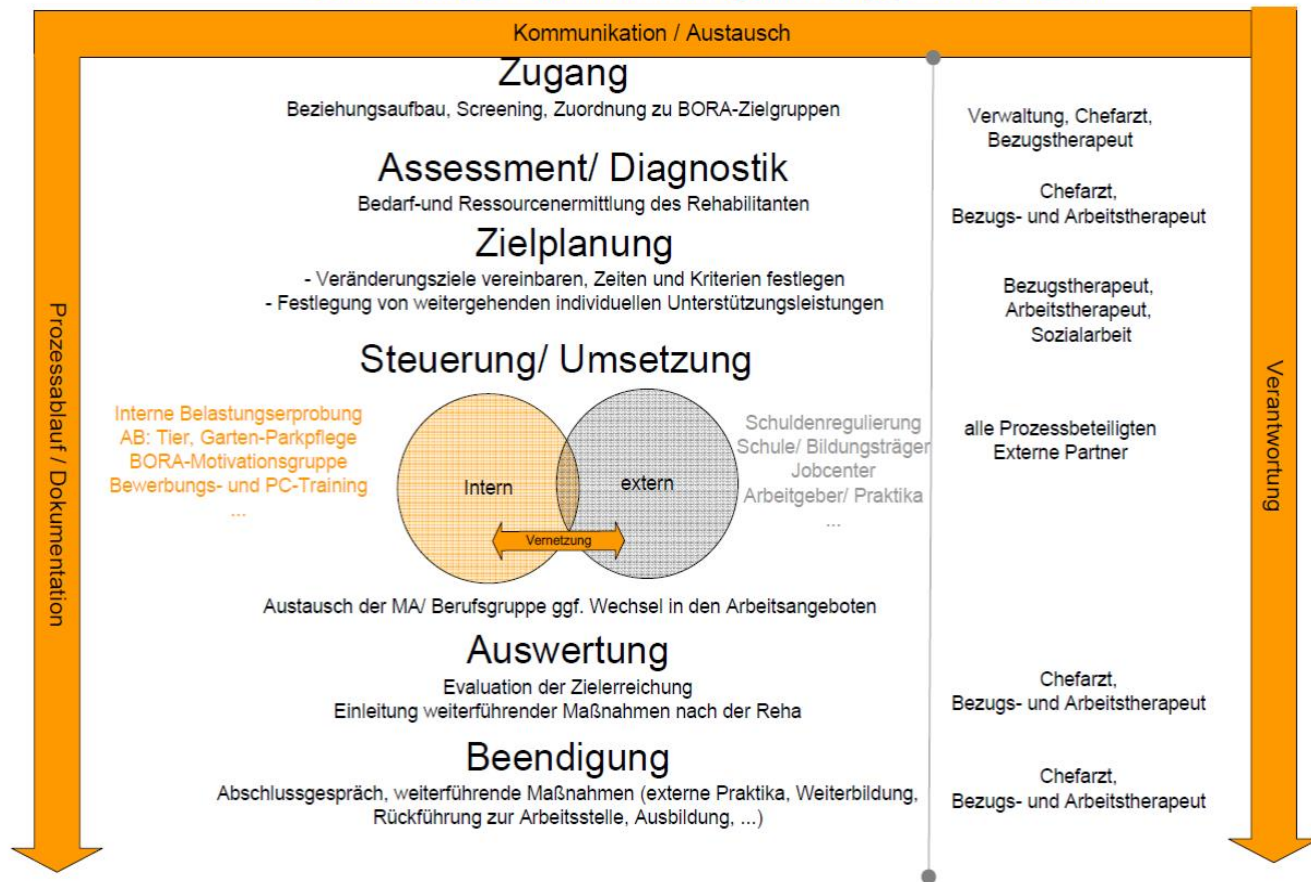 Kommunikation / Austausch
Prozessablauf / Dokumentation
Verantwortung
Zugang
Beziehungsaufbau, Screening, Zuordnung zu BORA-Zielgruppen
Verwaltung, Chefarzt,
Bezugstherapeut
Assessment/ Diagnostik
Bedarf-und Ressourcenermittlung des Rehabilitanten
Chefarzt,
Bezugs- und Arbeitstherapeut
Zielplanung
- Veränderungsziele vereinbaren, Zeiten und Kriterien festlegen
- Festlegung von weitergehenden individuellen Unterstützungsleistungen
Bezugstherapeut,
Arbeitstherapeut,
Sozialarbeit
Steuerung/ Umsetzung
Interne Belastungserprobung
AB: Tier, Garten-Parkpflege
BORA-Motivationsgruppe
Bewerbungs- und PC-Training
...
Intern
extern
Vernetzung
Schuldenregulierung
Schule/ Bildungsträger
Jobcenter
Arbeitgeber/ Praktika
...
alle Prozessbeteiligten
Externe Partner
Austausch der MA/ Berufsgruppe ggf. Wechsel in den Arbeitsangeboten
Auswertung
Evaluation der Zielerreichung
Einleitung weiterführender Maßnahmen nach der Reha
Chefarzt,
Bezugs- und Arbeitstherapeut
Beendigung
Abschlussgespräch, weiterführende Maßnahmen (externe Praktika, Weiterbildung,
Rückführung zur Arbeitsstelle, Ausbildung, ...)
Chefarzt,
Bezugs- und Arbeitstherapeut